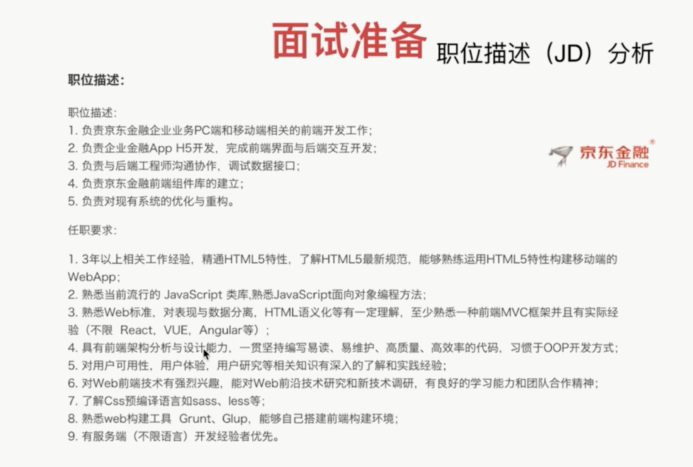 面试准备 职位描述（JD）分析
职位描述：
职位描述：
1. 负责京东金融企业业务PC端和移动端相关的前端开发工作；
2. 负责企业金融App H5开发，完成前端界面与后端交互开发；
3. 负责与后端工程师沟通协作，调试数据接口；
4. 负责京东金融前端组件库的建立；
5. 负责对现有系统的优化与重构。
京东金融®
JD Finance
任职要求：
1. 3年以上相关工作经验，精通HTML5特性，了解HTML5最新规范，能够熟练运用HTML5特性构建移动端的
WebApp；
2. 熟悉当前流行的 JavaScript 类库,熟悉JavaScript面向对象编程方法；
3. 熟悉Web标准，对表现与数据分离，HTML语义化等有一定理解，至少熟悉一种前端MVC框架并且有实际经
验（不限 React，VUE，Angular等）；
4. 具有前端架构分析与设计能力，一贯坚持编写易读、易维护、高质量、高效率的代码，习惯于OOP开发方式；
5. 对用户可用性，用户体验，用户研究等相关知识有深入的了解和实践经验；
6. 对Web前端技术有强烈兴趣，能对Web前沿技术研究和新技术调研，有良好的学习能力和团队合作精神；
7. 了解Css预编译语言如sass、less等；
8. 熟悉web构建工具 Grunt、Glup，能够自己搭建前端构建环境；
9. 有服务端（不限语言）开发经验者优先。